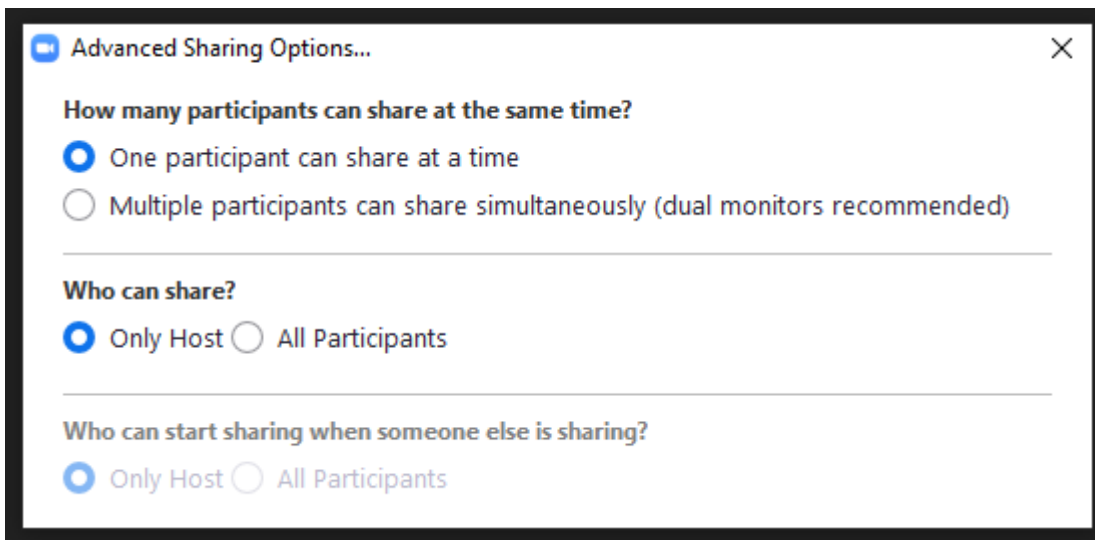 Advanced Sharing Options...
How many participants can share at the same time?
One participant can share at a time
Multiple participants can share simultaneously (dual monitors recommended)
Who can share?
Only Host All Participants
Who can start sharing when someone else is sharing?
Only Host All Participants